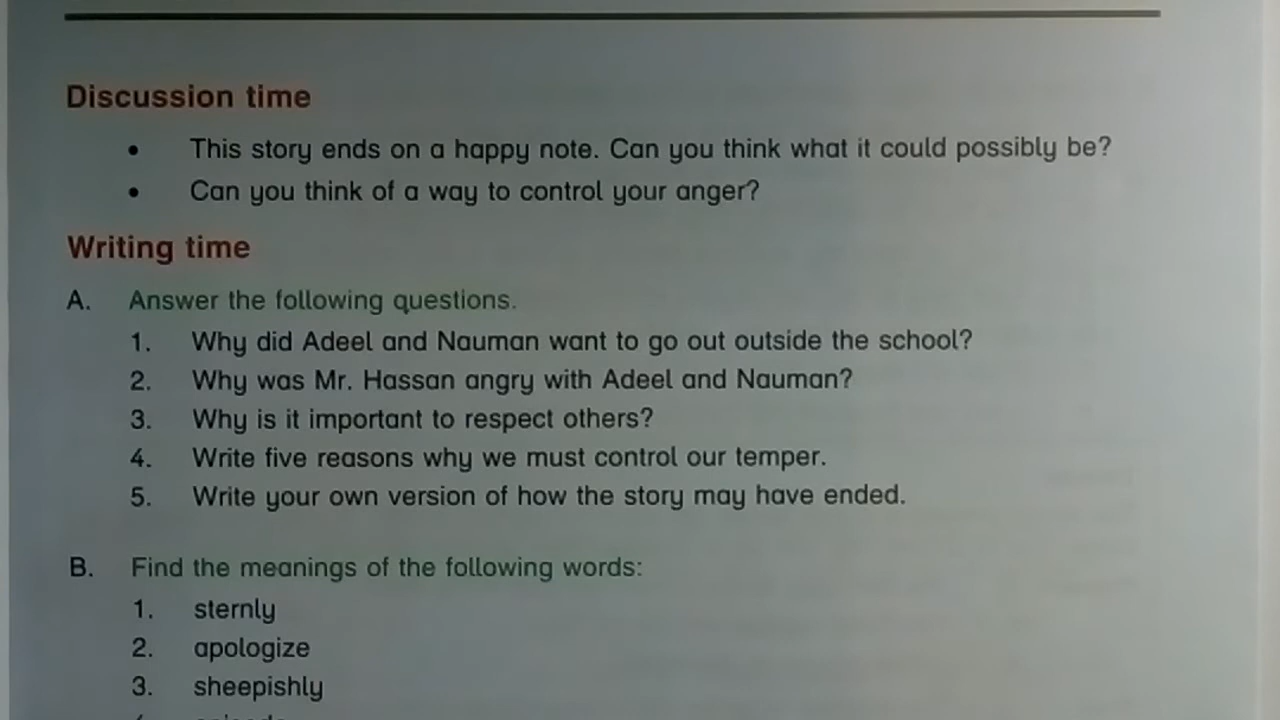 Discussion time
• This story ends on a happy note. Can you think what it could possibly be?
• Can you think of a way to control your anger?
Writing time
A. Answer the following questions.
1. Why did Adeel and Nauman want to go out outside the school?
2. Why was Mr. Hassan angry with Adeel and Nauman?
3. Why is it important to respect others?
4. Write five reasons why we must control our temper.
5. Write your own version of how the story may have ended.
B. Find the meanings of the following words:
1. sternly
2. apologize
3. sheepishly